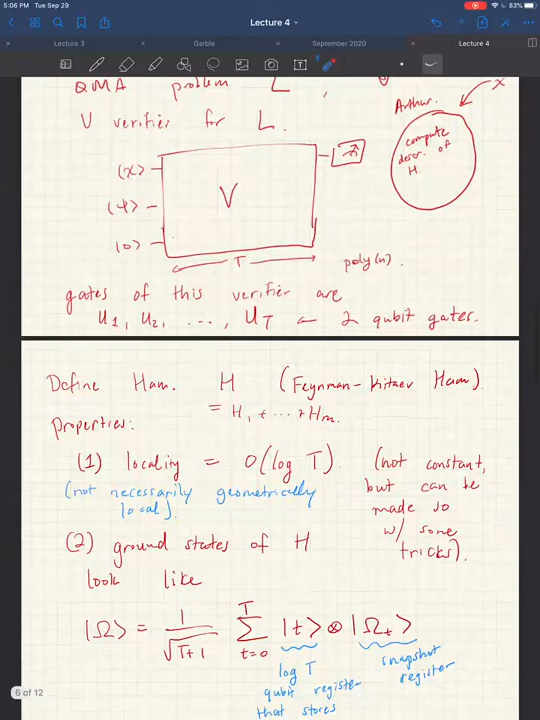 5:06 PM Tue Sep 29
83%
Lecture 4
Lecture 3
Garble
September 2020
Lecture 4
QMA problem L ,
V verifier for L.
Arthur.
x
compute
descr. of
H.
|x⟩
|ψ⟩
|0⟩
V
T
poly(n).
gates of this verifier are
U1, U2, ..., UT ← 2 qubit gates.
Define Ham. H (Feynman-Kitaev Ham).
= H1 + ... + Hm.
Properties:
(1) locality = O(log T). (not constant,
but can be
made so
w/ some
tricks).
(not necessarily geometrically
local).
(2) ground states of H
look like
|Ω⟩ = 1/√(T+1) T∑t=0 |t⟩ ⊗ |Ωt⟩
log T
qubit register
that stores
snapshot
register
6 of 12